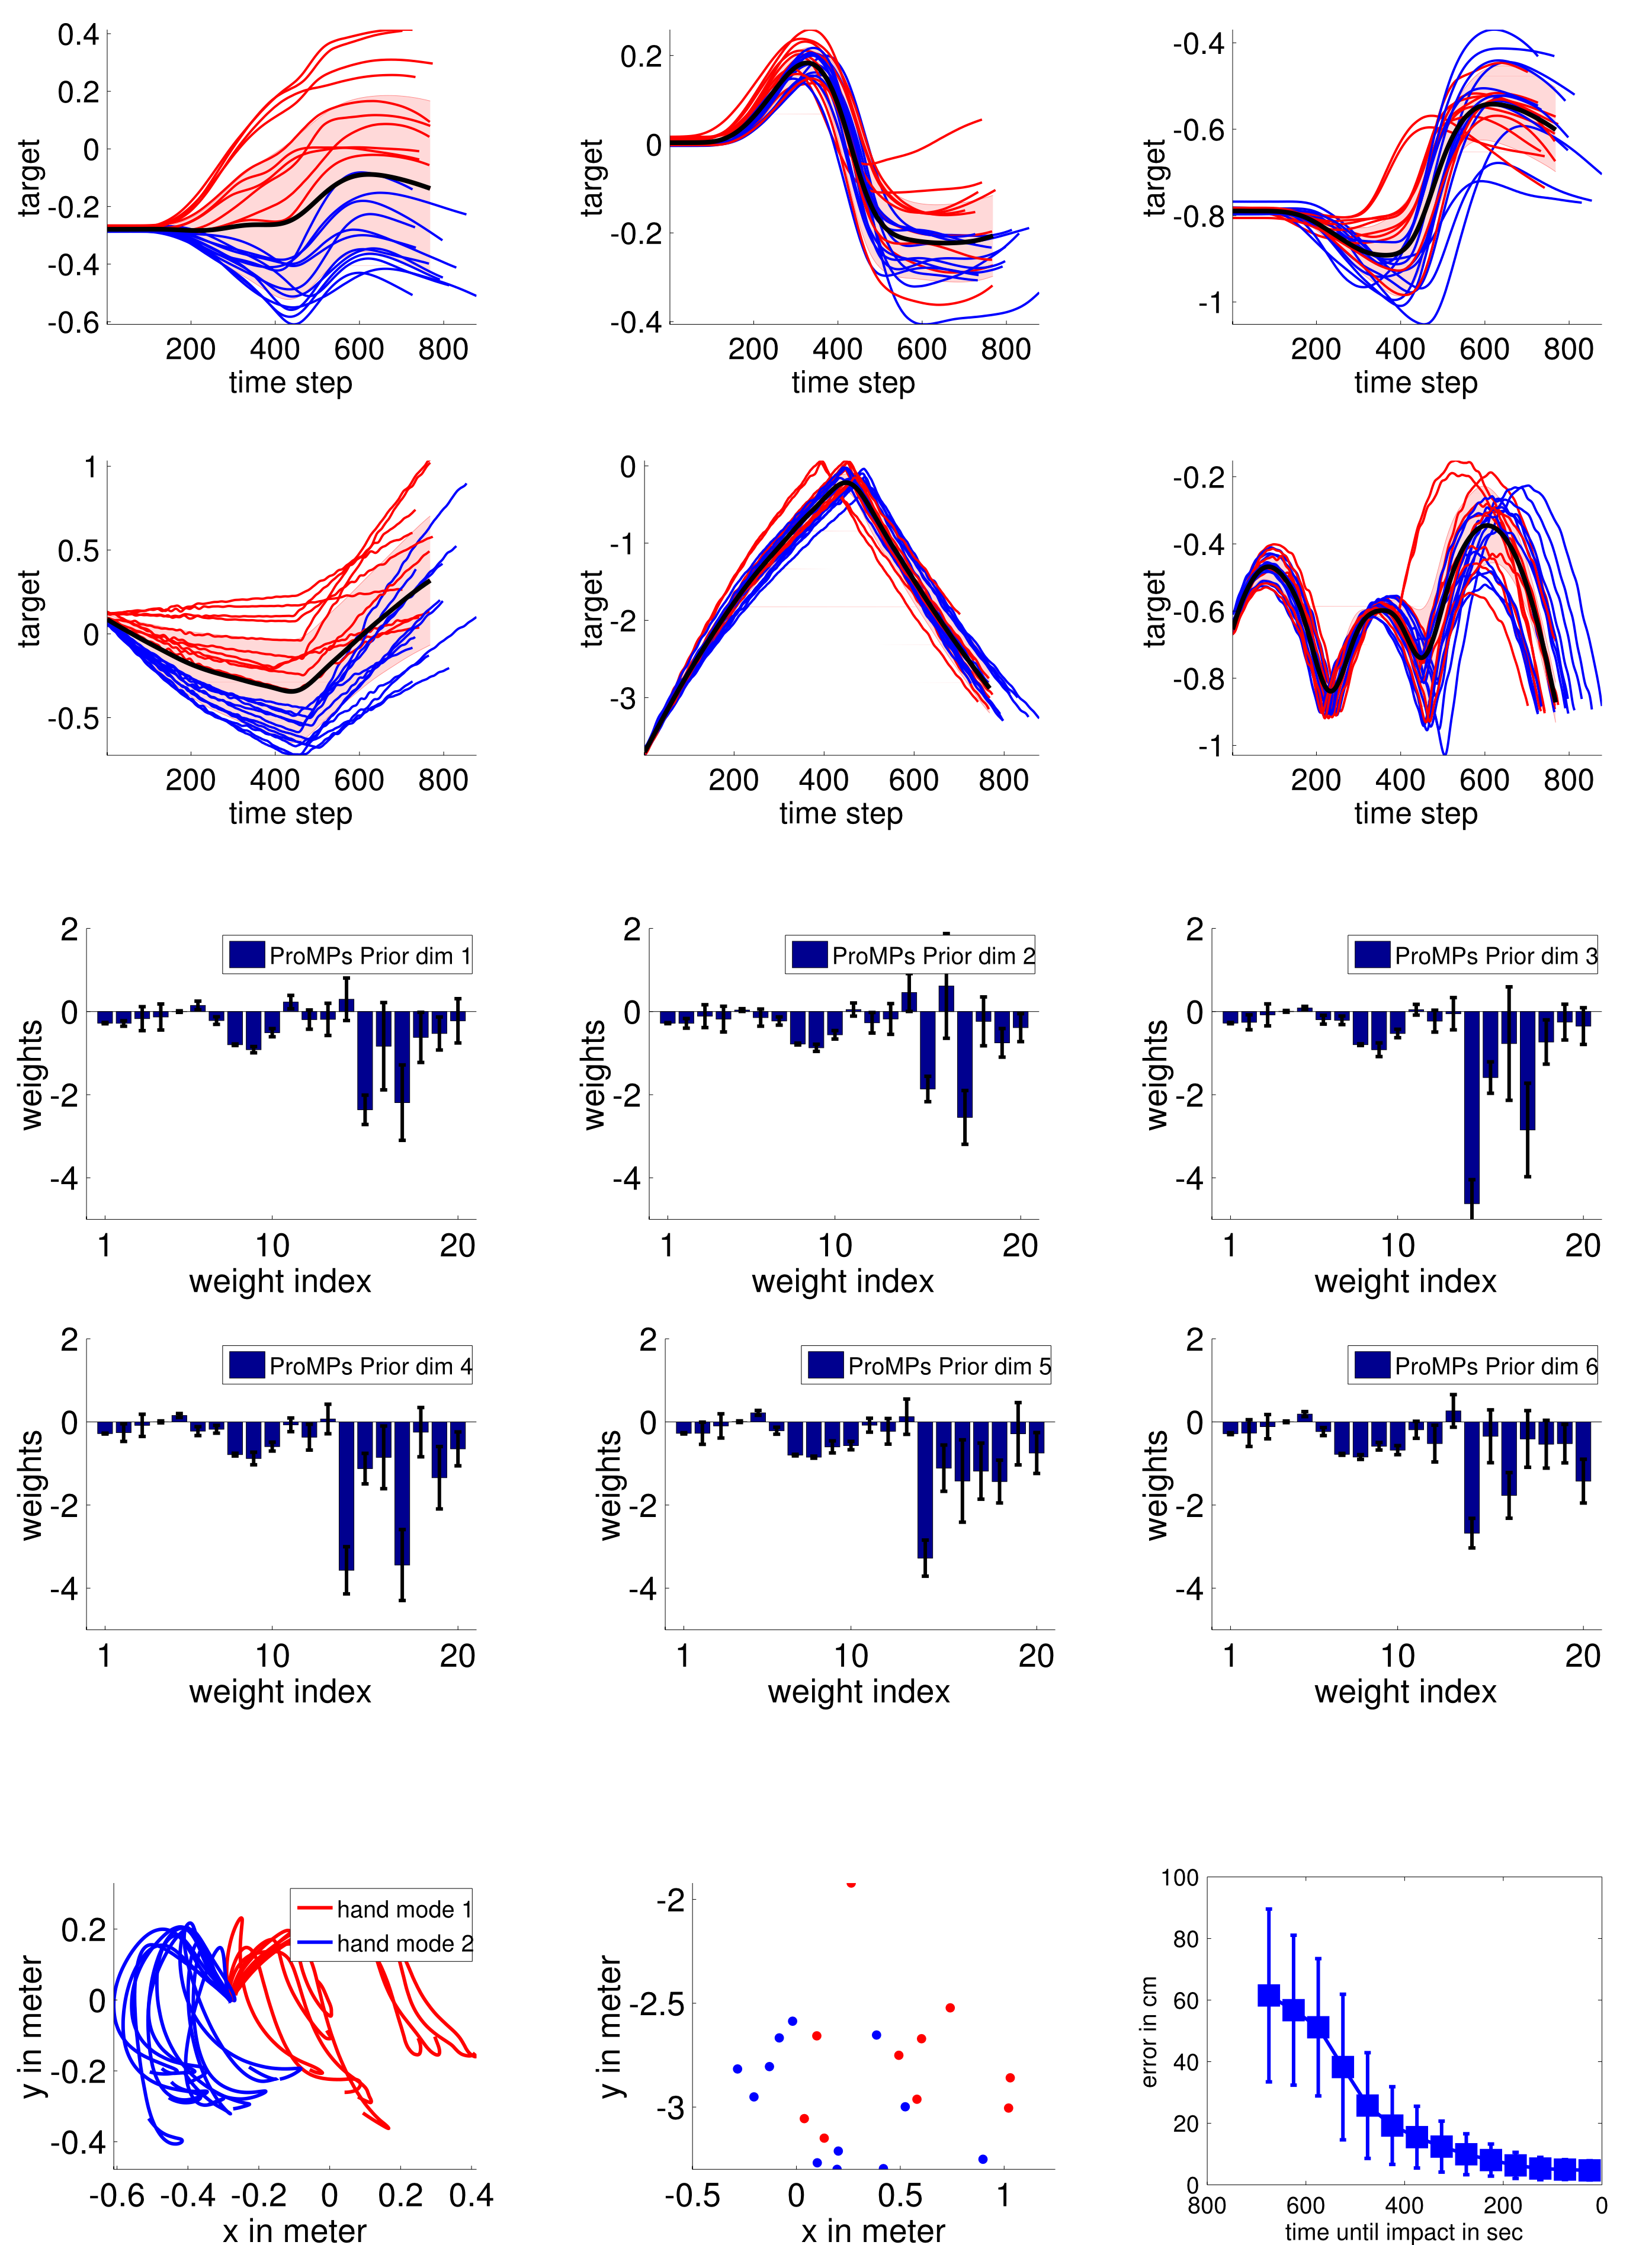 0.4
0.2
0
-0.2
-0.4
-0.6
target
200 400 600 800
time step
0.2
0
-0.2
-0.4
target
200 400 600 800
time step
-0.4
-0.6
-0.8
-1
target
200 400 600 800
time step
1
0.5
0
-0.5
target
200 400 600 800
time step
0
-1
-2
-3
target
200 400 600 800
time step
-0.2
-0.4
-0.6
-0.8
-1
target
200 400 600 800
time step
2
0
-2
-4
weights
ProMPs Prior dim 1
1 10 20
weight index
2
0
-2
-4
weights
ProMPs Prior dim 2
1 10 20
weight index
2
0
-2
-4
weights
ProMPs Prior dim 3
1 10 20
weight index
2
0
-2
-4
weights
ProMPs Prior dim 4
1 10 20
weight index
2
0
-2
-4
weights
ProMPs Prior dim 5
1 10 20
weight index
2
0
-2
-4
weights
ProMPs Prior dim 6
1 10 20
weight index
0.2
0
-0.2
-0.4
y in meter
hand mode 1
hand mode 2
-0.6 -0.4 -0.2 0 0.2 0.4
x in meter
-2
-2.5
-3
y in meter
-0.5 0 0.5 1
x in meter
100
80
60
40
20
0
error in cm
800 600 400 200 0
time until impact in sec